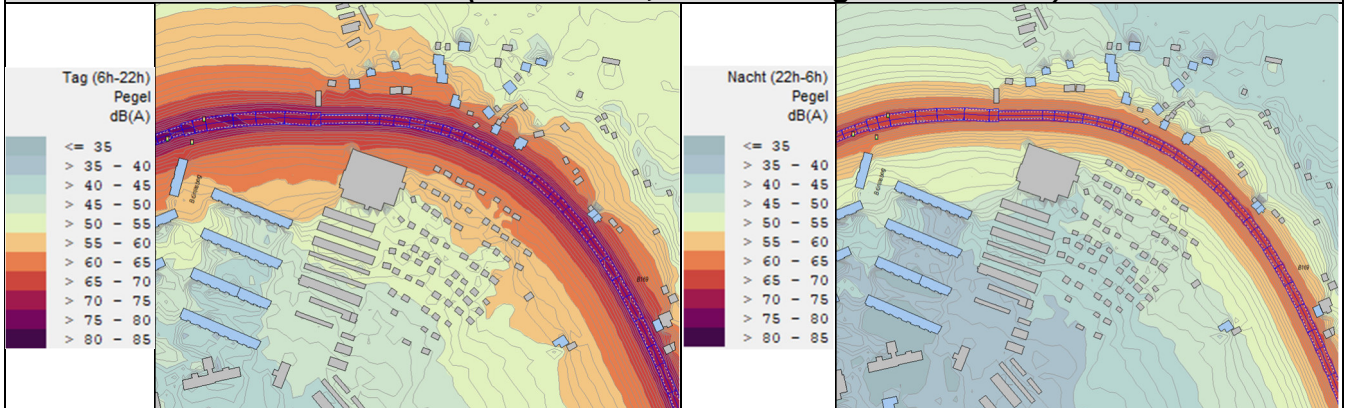 Tag (6h-22h)
Pegel
dB(A)
<= 35
> 35 - 40
> 40 - 45
> 45 - 50
> 50 - 55
> 55 - 60
> 60 - 65
> 65 - 70
> 70 - 75
> 75 - 80
> 80 - 85
B169
Nacht (22h-6h)
Pegel
dB(A)
<= 35
> 35 - 40
> 40 - 45
> 45 - 50
> 50 - 55
> 55 - 60
> 60 - 65
> 65 - 70
> 70 - 75
> 75 - 80
> 80 - 85
B169